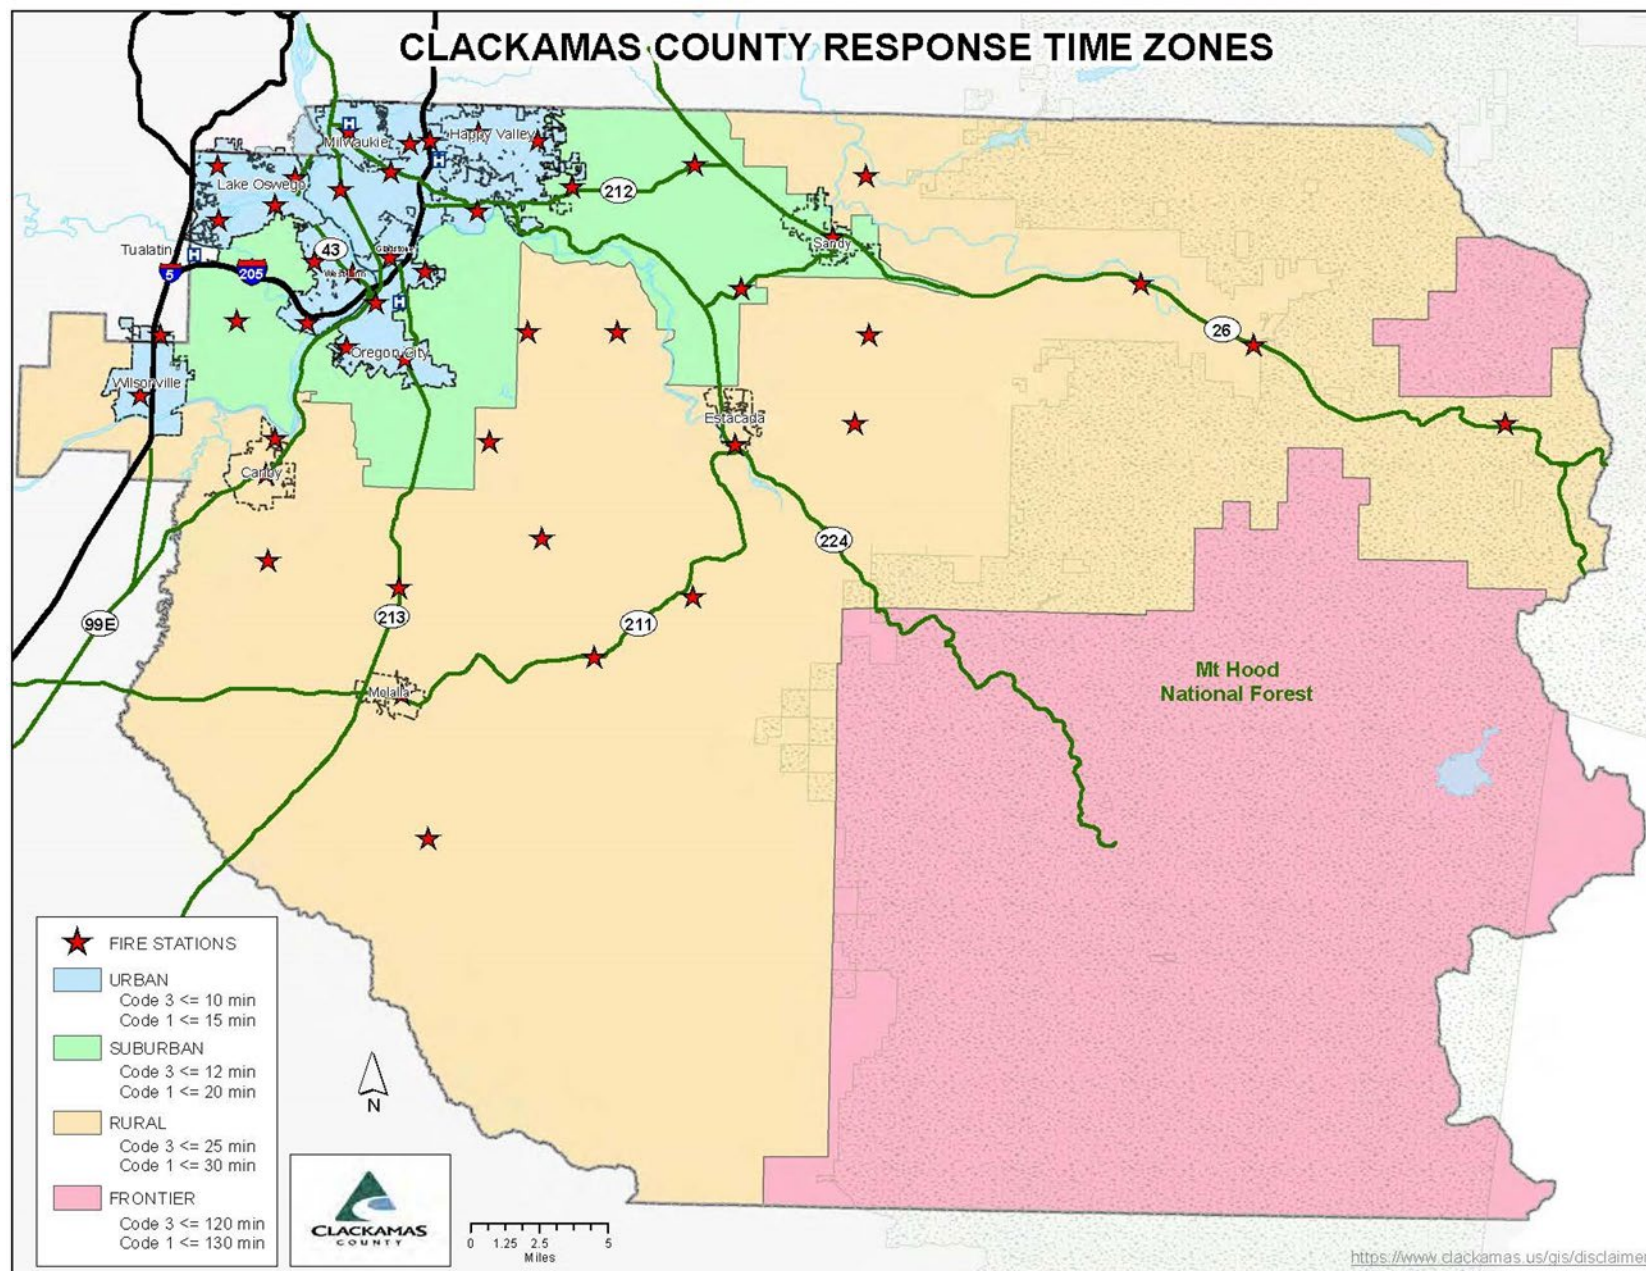 CLACKAMAS COUNTY RESPONSE TIME ZONES
H
Milwaukie
Happy Valley
H
Lake Oswego
212
43
Tualatin
H
Gladstone
Sandy
5
205
West Linn
H
26
Oregon City
Wilsonville
Estacada
Canby
224
99E
213
211
Mt Hood
National Forest
Molalla
FIRE STATIONS
URBAN
Code 3 <= 10 min
Code 1 <= 15 min
SUBURBAN
Code 3 <= 12 min
Code 1 <= 20 min
RURAL
Code 3 <= 25 min
Code 1 <= 30 min
FRONTIER
Code 3 <= 120 min
Code 1 <= 130 min
N
CLACKAMAS
COUNTY
0 1.25 2.5 5
Miles
https://www.clackamas.us/gis/disclaimer